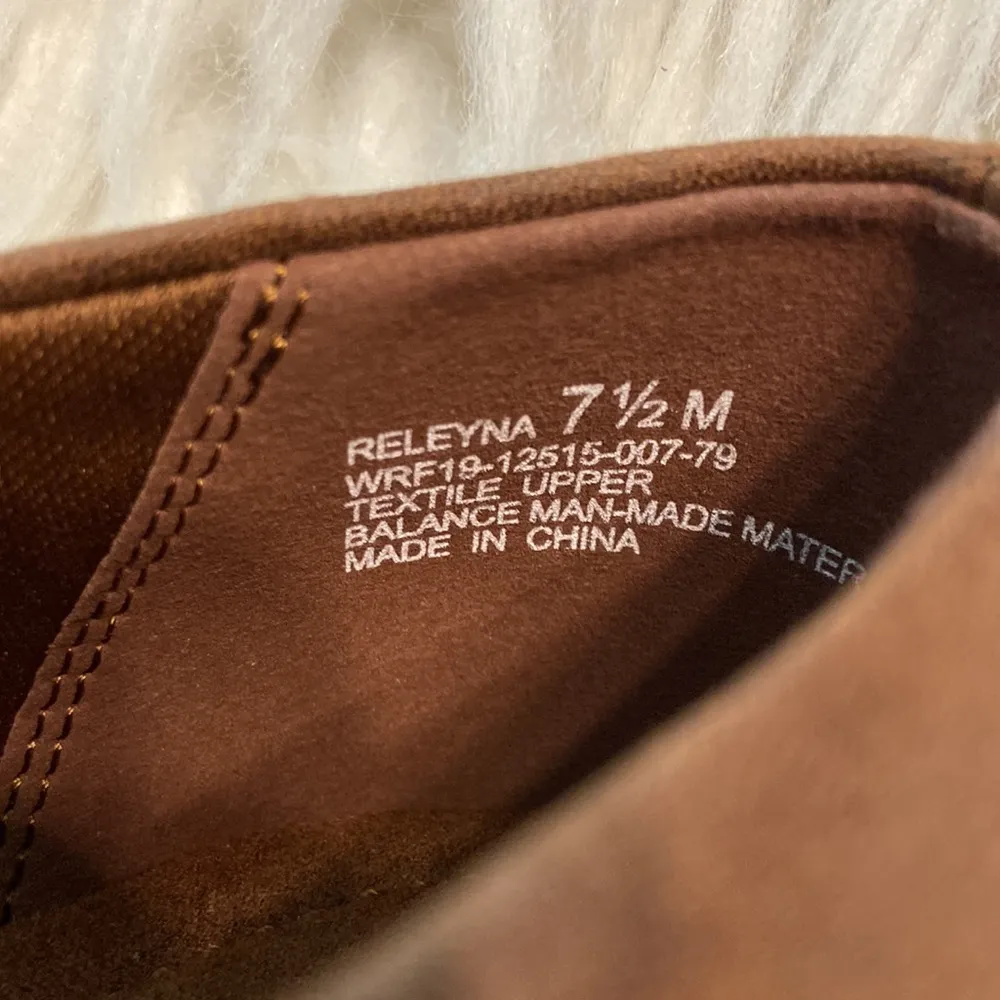 RELEYNA 7 ½ M
WRF19-12515-007-79
TEXTILE UPPER
BALANCE MAN-MADE MATER
MADE IN CHINA